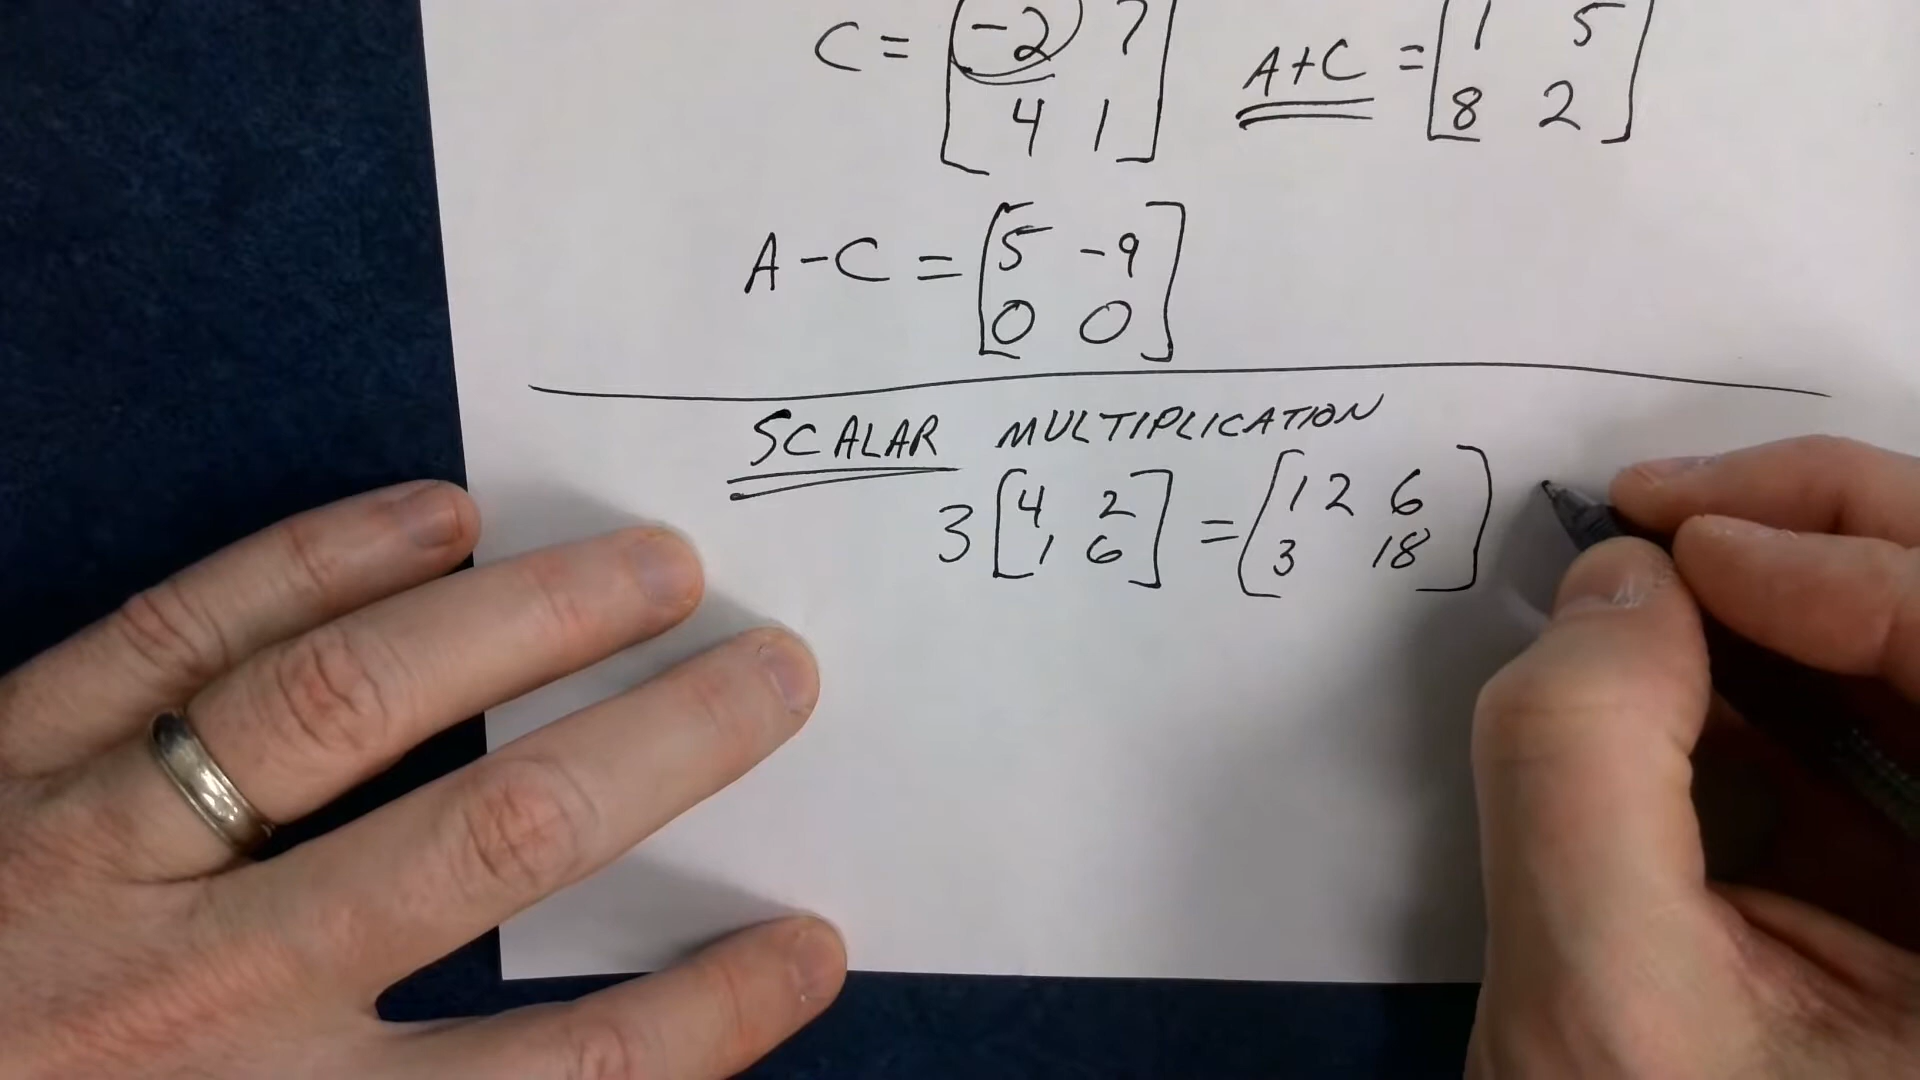 C = [-2 7 A+C = [1 5
4 1] 8 2]
A-C = [5 -9
0 0]
SCALAR MULTIPLICATION
3 [4 2] = [12 6]
1 6 3 18